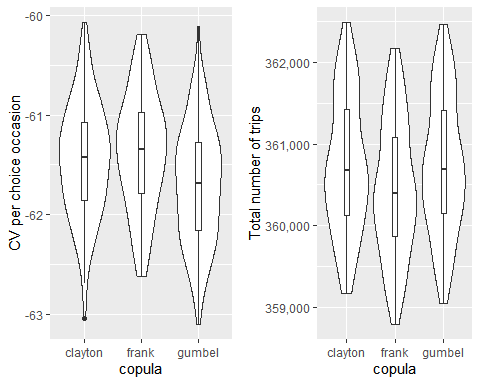 CV per choice occasion
-60
-61
-62
-63
clayton
frank
gumbel
copula
Total number of trips
362,000
361,000
360,000
359,000
clayton
frank
gumbel
copula